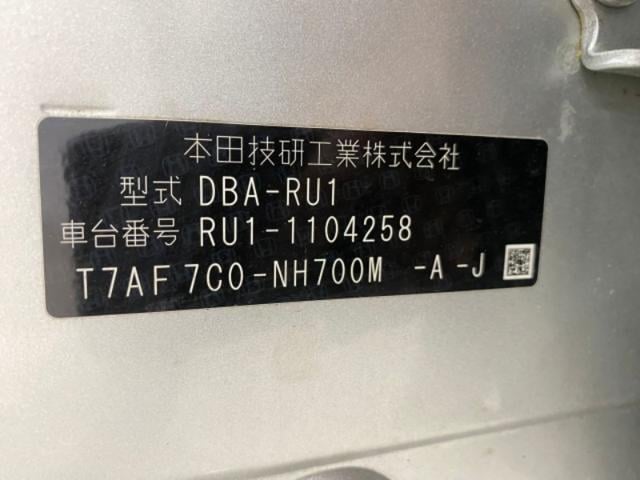 本田技研工業株式会社
型式 DBA-RU1
車台番号 RU1-1104258
T7AF7C0-NH700M -A-J